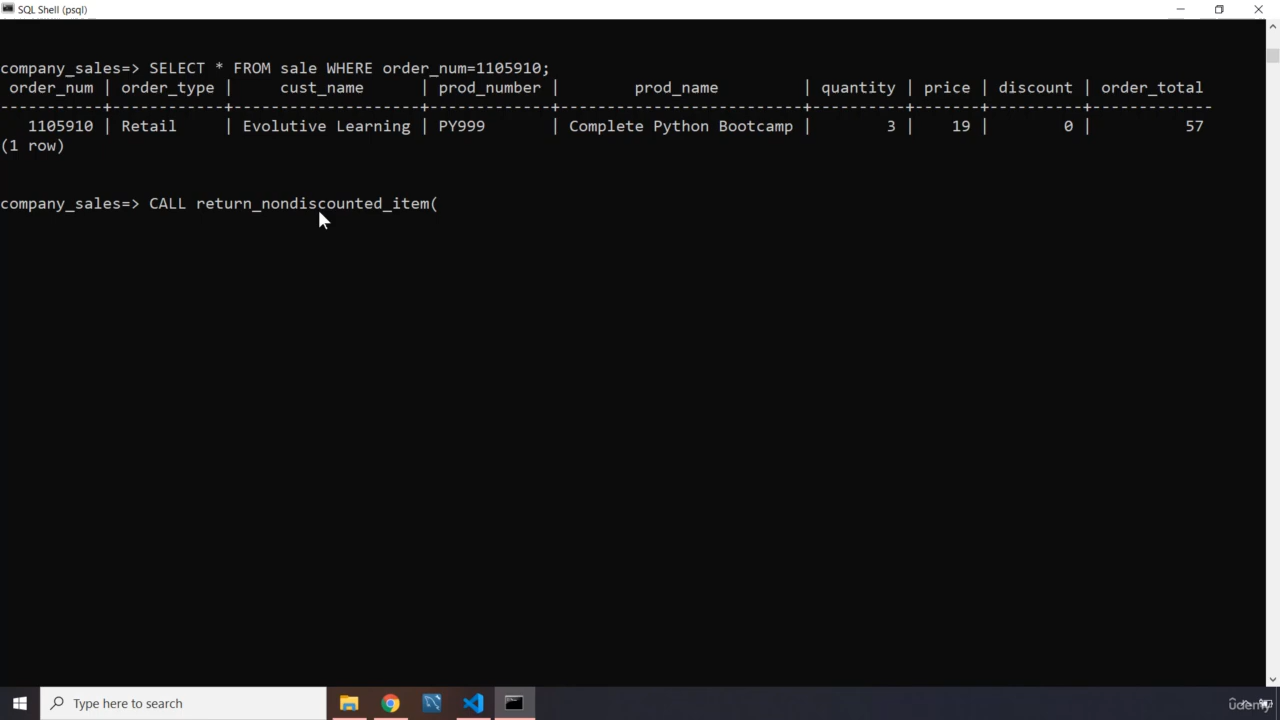 SQL Shell (psql)
company_sales=> SELECT * FROM sale WHERE order_num=1105910;
 order_num | order_type |      cust_name      | prod_number |        prod_name         | quantity | price | discount | order_total
-----------+------------+---------------------+-------------+--------------------------+----------+-------+----------+-------------
   1105910 | Retail     | Evolutive Learning | PY999       | Complete Python Bootcamp |        3 |    19 |        0 |          57
(1 row)
company_sales=> CALL return_nondiscounted_item(
Type here to search
udemy